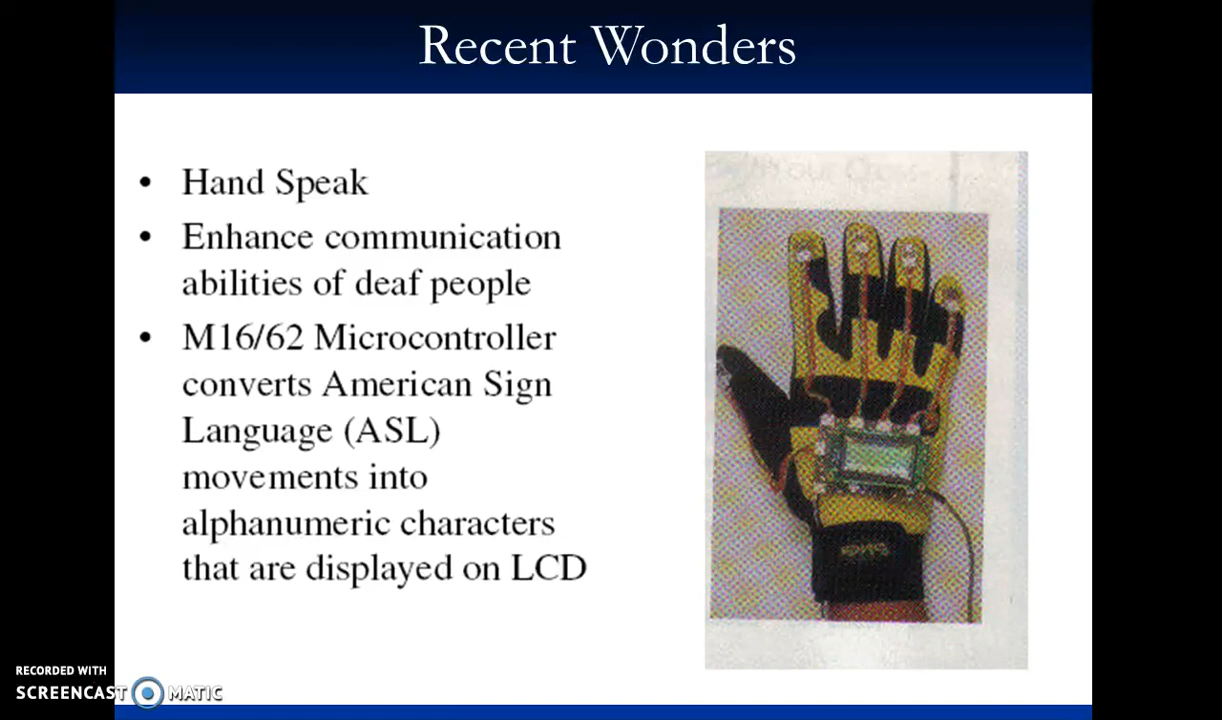 Recent Wonders
• Hand Speak
• Enhance communication
abilities of deaf people
• M16/62 Microcontroller
converts American Sign
Language (ASL)
movements into
alphanumeric characters
that are displayed on LCD
RECORDED WITH
SCREENCAST MATIC